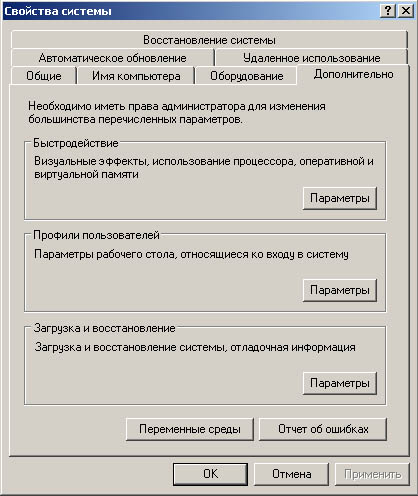 Свойства системы
Восстановление системы
Автоматическое обновление
Удаленное использование
Общие
Имя компьютера
Оборудование
Дополнительно
Необходимо иметь права администратора для изменения
большинства перечисленных параметров.
Быстродействие
Визуальные эффекты, использование процессора, оперативной и
виртуальной памяти
Параметры
Профили пользователей
Параметры рабочего стола, относящиеся ко входу в систему
Параметры
Загрузка и восстановление
Загрузка и восстановление системы, отладочная информация
Параметры
Переменные среды
Отчет об ошибках
OK
Отмена
Применить